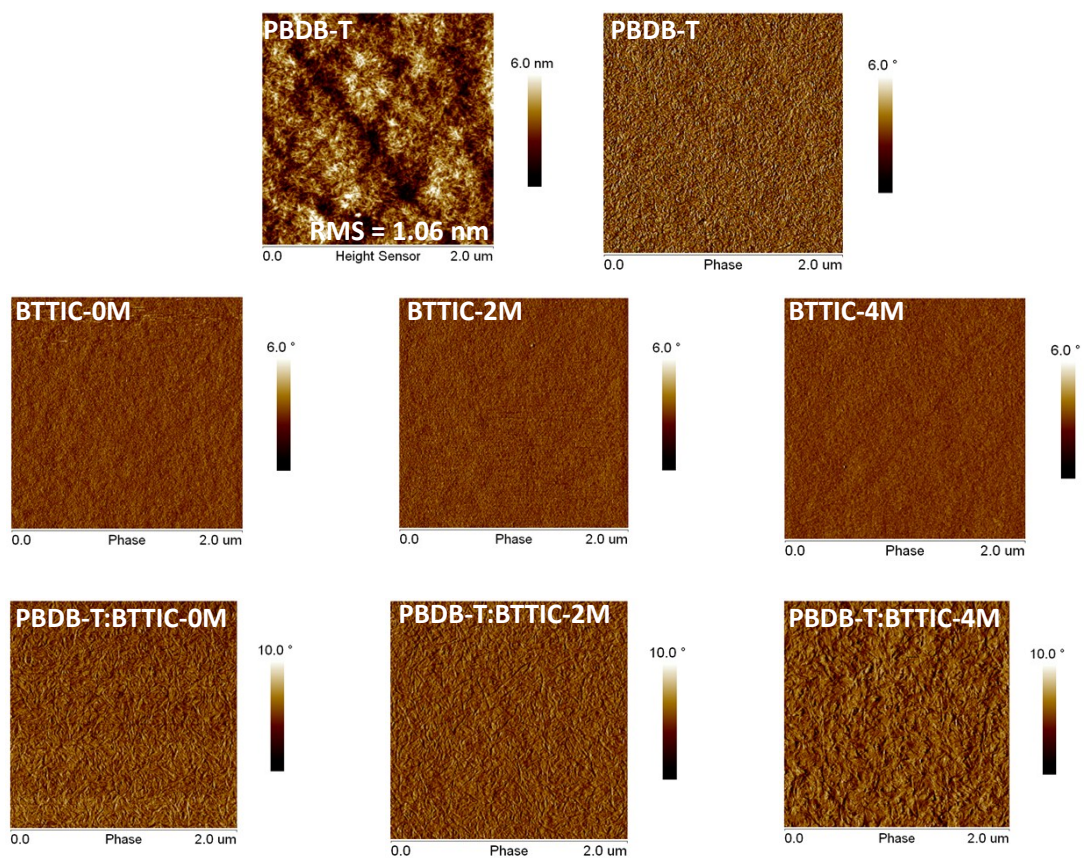 PBDB-T
6.0 nm
RMS = 1.06 nm
0.0 Height Sensor 2.0 um
PBDB-T
6.0 °
0.0 Phase 2.0 um
BTTIC-0M
6.0 °
0.0 Phase 2.0 um
BTTIC-2M
6.0 °
0.0 Phase 2.0 um
BTTIC-4M
6.0 °
0.0 Phase 2.0 um
PBDB-T:BTTIC-0M
10.0 °
0.0 Phase 2.0 um
PBDB-T:BTTIC-2M
10.0 °
0.0 Phase 2.0 um
PBDB-T:BTTIC-4M
10.0 °
0.0 Phase 2.0 um